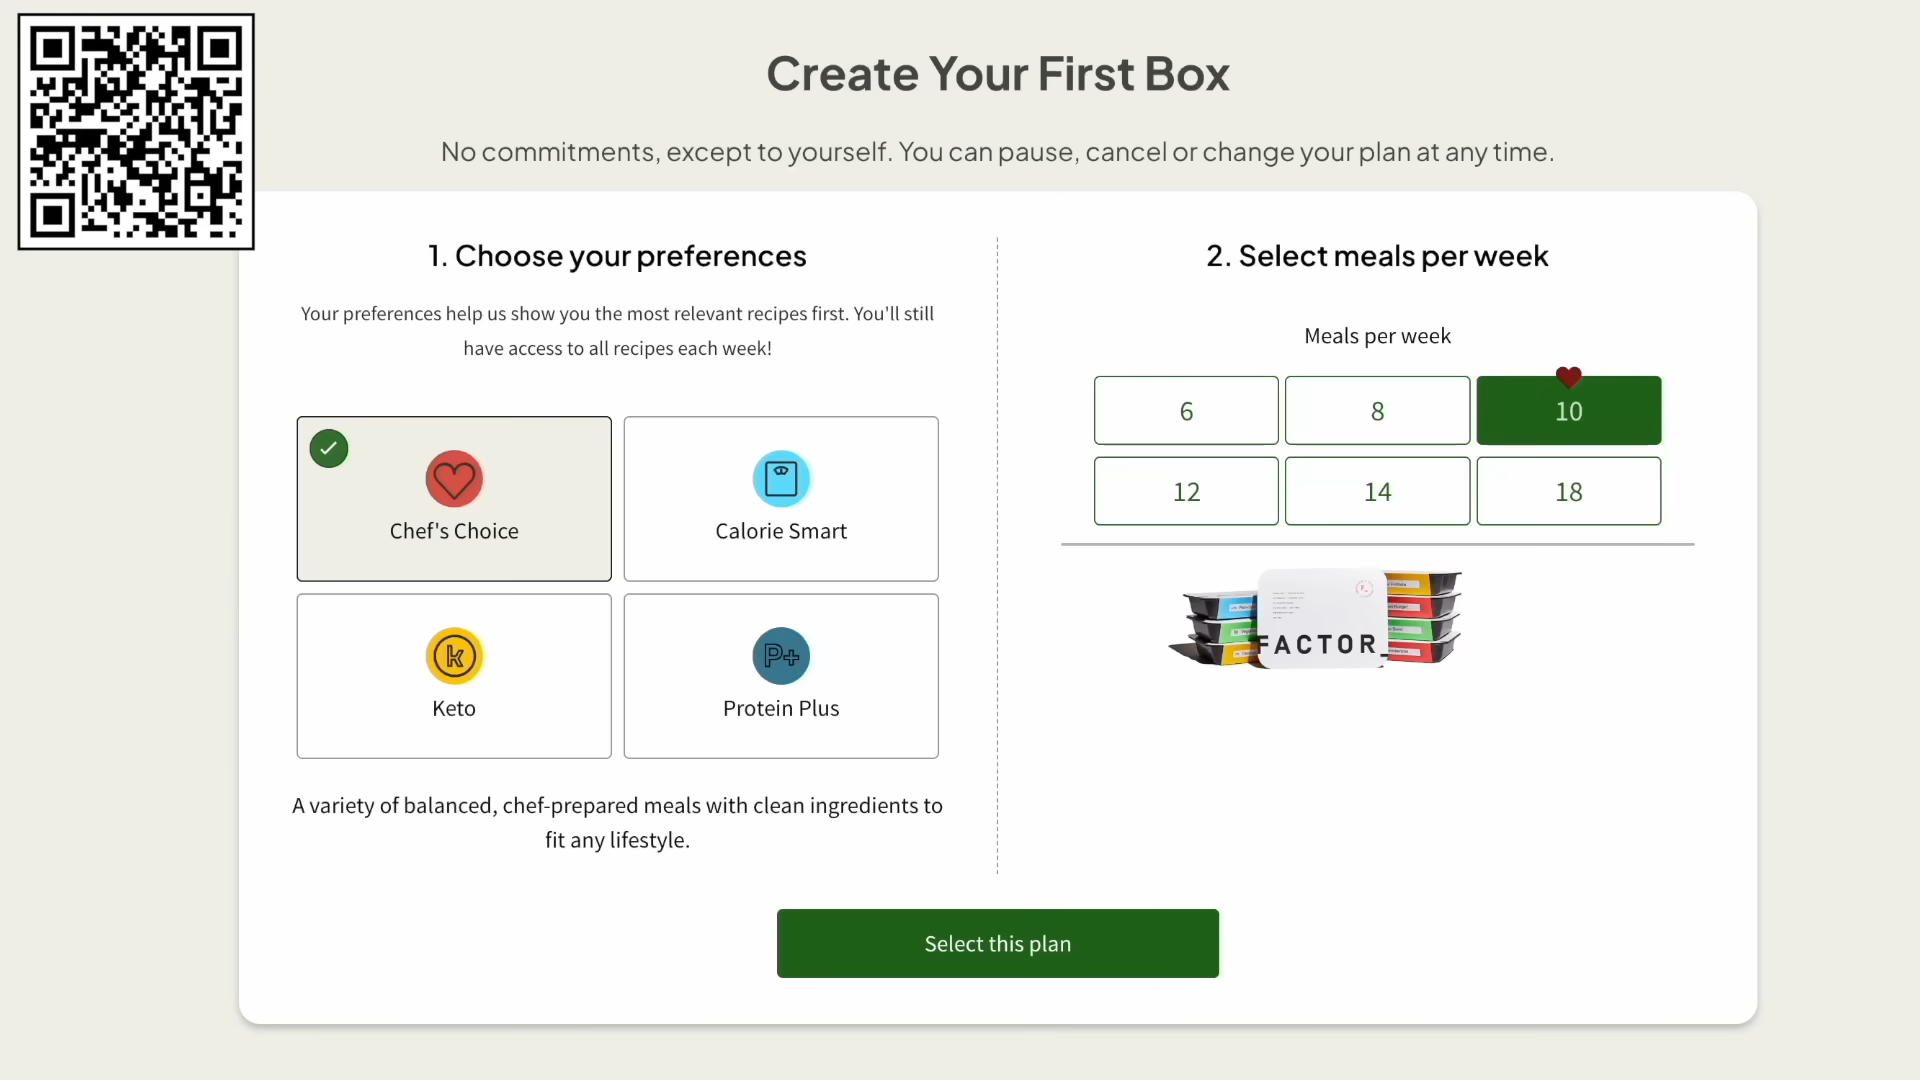 Create Your First Box
No commitments, except to yourself. You can pause, cancel or change your plan at any time.
1. Choose your preferences
Your preferences help us show you the most relevant recipes first. You'll still
have access to all recipes each week!
Chef's Choice
Calorie Smart
k
Keto
P+
Protein Plus
A variety of balanced, chef-prepared meals with clean ingredients to
fit any lifestyle.
2. Select meals per week
Meals per week
6
8
10
12
14
18
FACTOR_
Select this plan